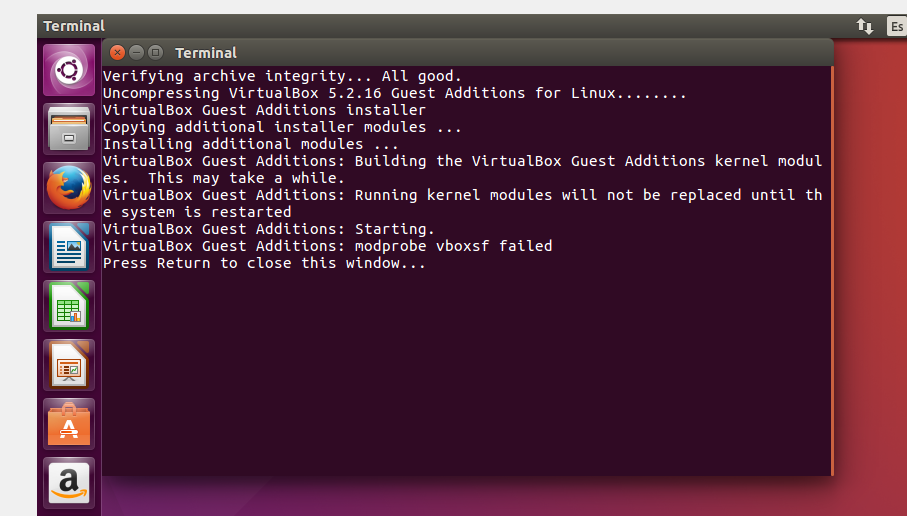 Terminal
Es
Terminal
Verifying archive integrity... All good.
Uncompressing VirtualBox 5.2.16 Guest Additions for Linux........
VirtualBox Guest Additions installer
Copying additional installer modules ...
Installing additional modules ...
VirtualBox Guest Additions: Building the VirtualBox Guest Additions kernel modul
es.  This may take a while.
VirtualBox Guest Additions: Running kernel modules will not be replaced until th
e system is restarted
VirtualBox Guest Additions: Starting.
VirtualBox Guest Additions: modprobe vboxsf failed
Press Return to close this window...